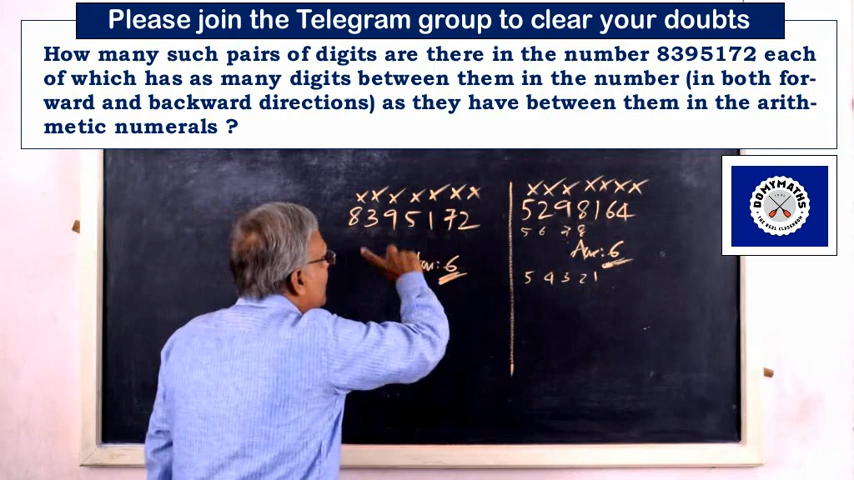 Please join the Telegram group to clear your doubts
How many such pairs of digits are there in the number 8395172 each
of which has as many digits between them in the number (in both for-
ward and backward directions) as they have between them in the arith-
metic numerals ?
DOMYMATHS
THE REAL CLASSROOM
x x x x x x x
8395172
6
x x x x x x x
5298164
5 6 7 8
Ans: 6
5 4 3 2 1